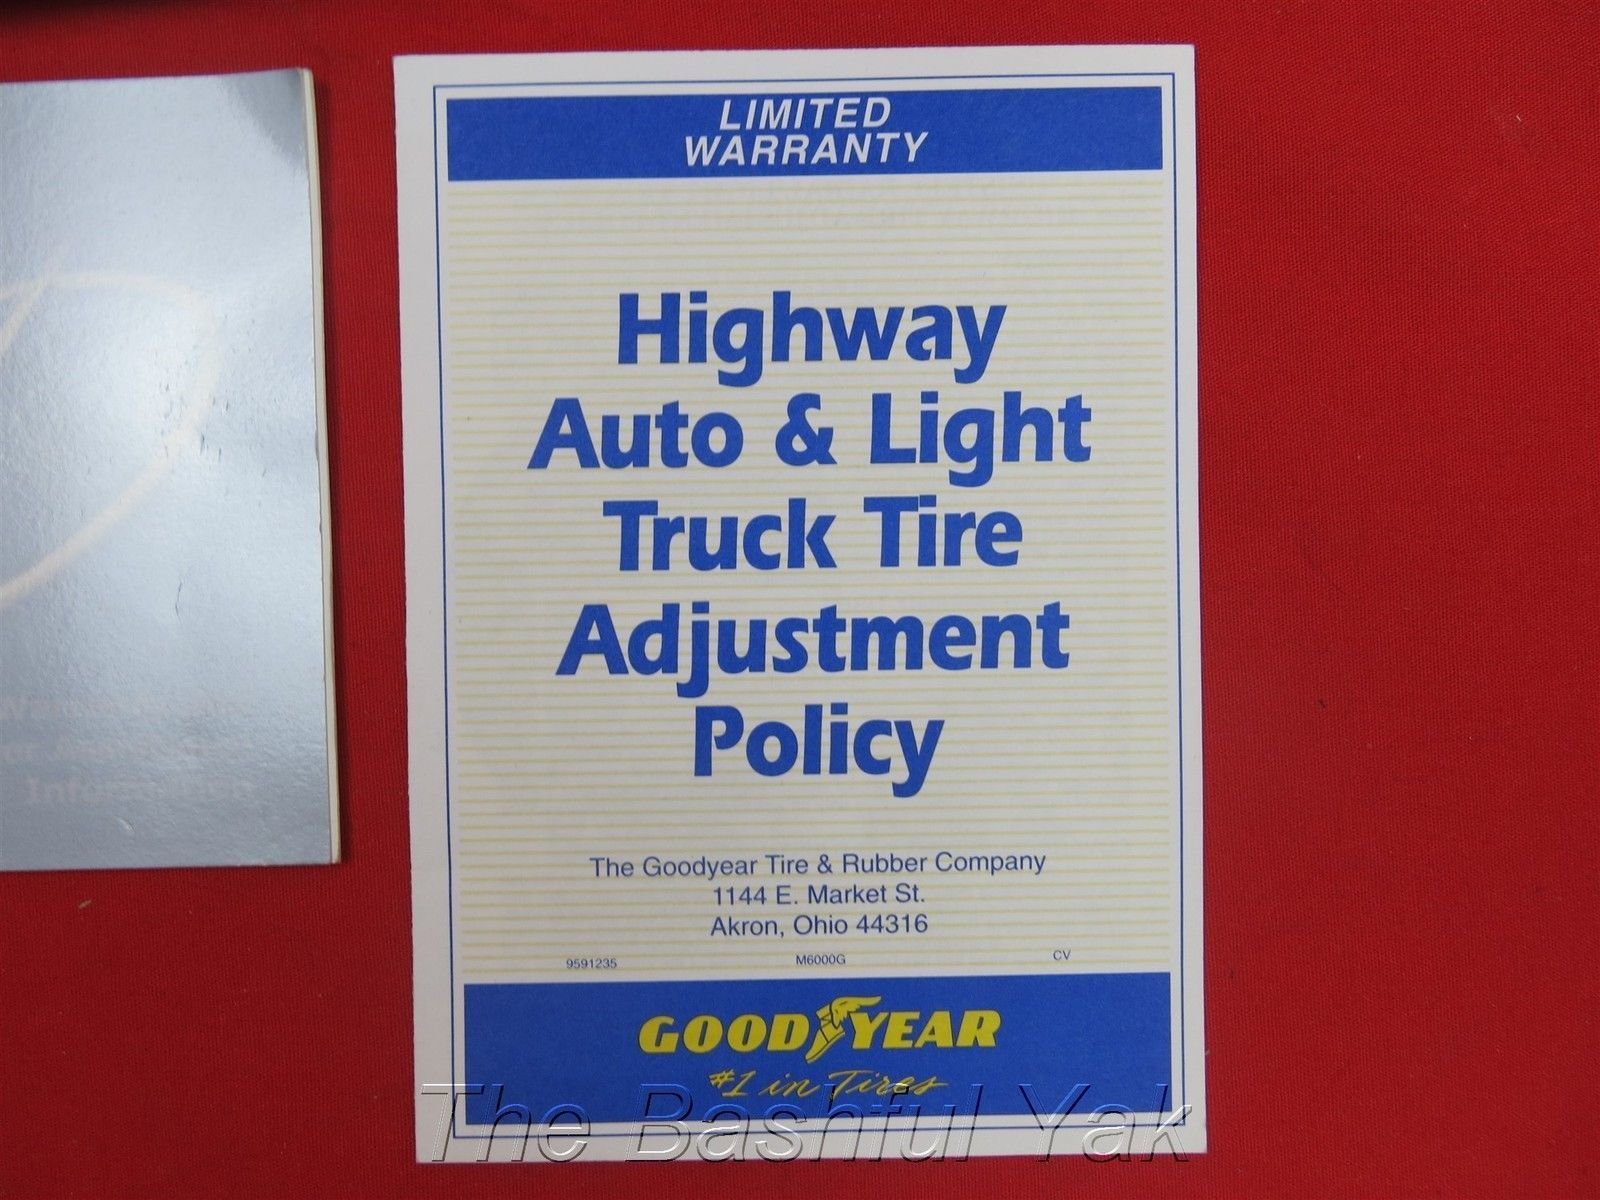 LIMITED
WARRANTY
Highway
Auto & Light
Truck Tire
Adjustment
Policy
The Goodyear Tire & Rubber Company
1144 E. Market St.
Akron, Ohio 44316
9591235 M6000G CV
GOODYEAR
#1 in Tires
The Bashful Yak
Information